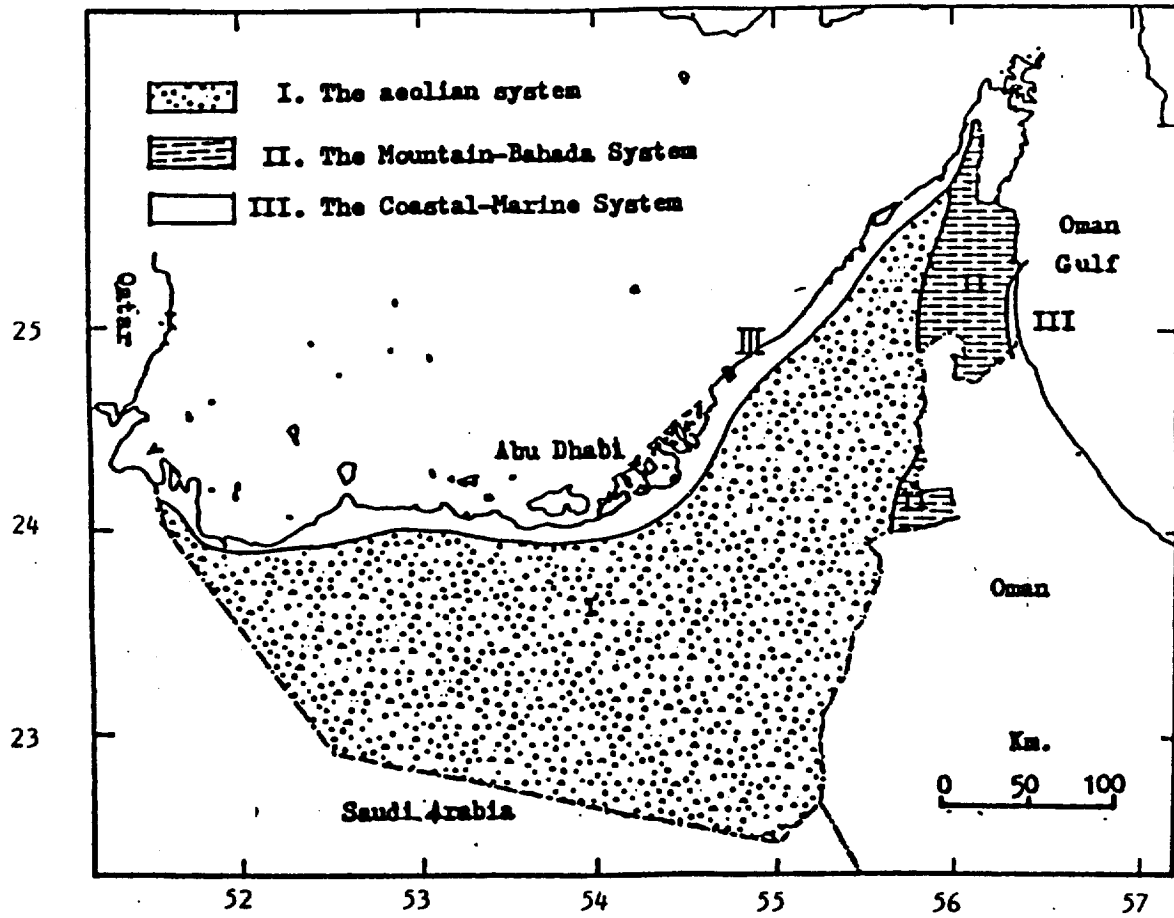 I. The aeolian system
II. The Mountain-Bahada System
III. The Coastal-Marine System
Qatar
Oman
Gulf
25
III
III
II
Abu Dhabi
24
II
I
Oman
23
Km.
0 50 100
Saudi Arabia
52 53 54 55 56 57